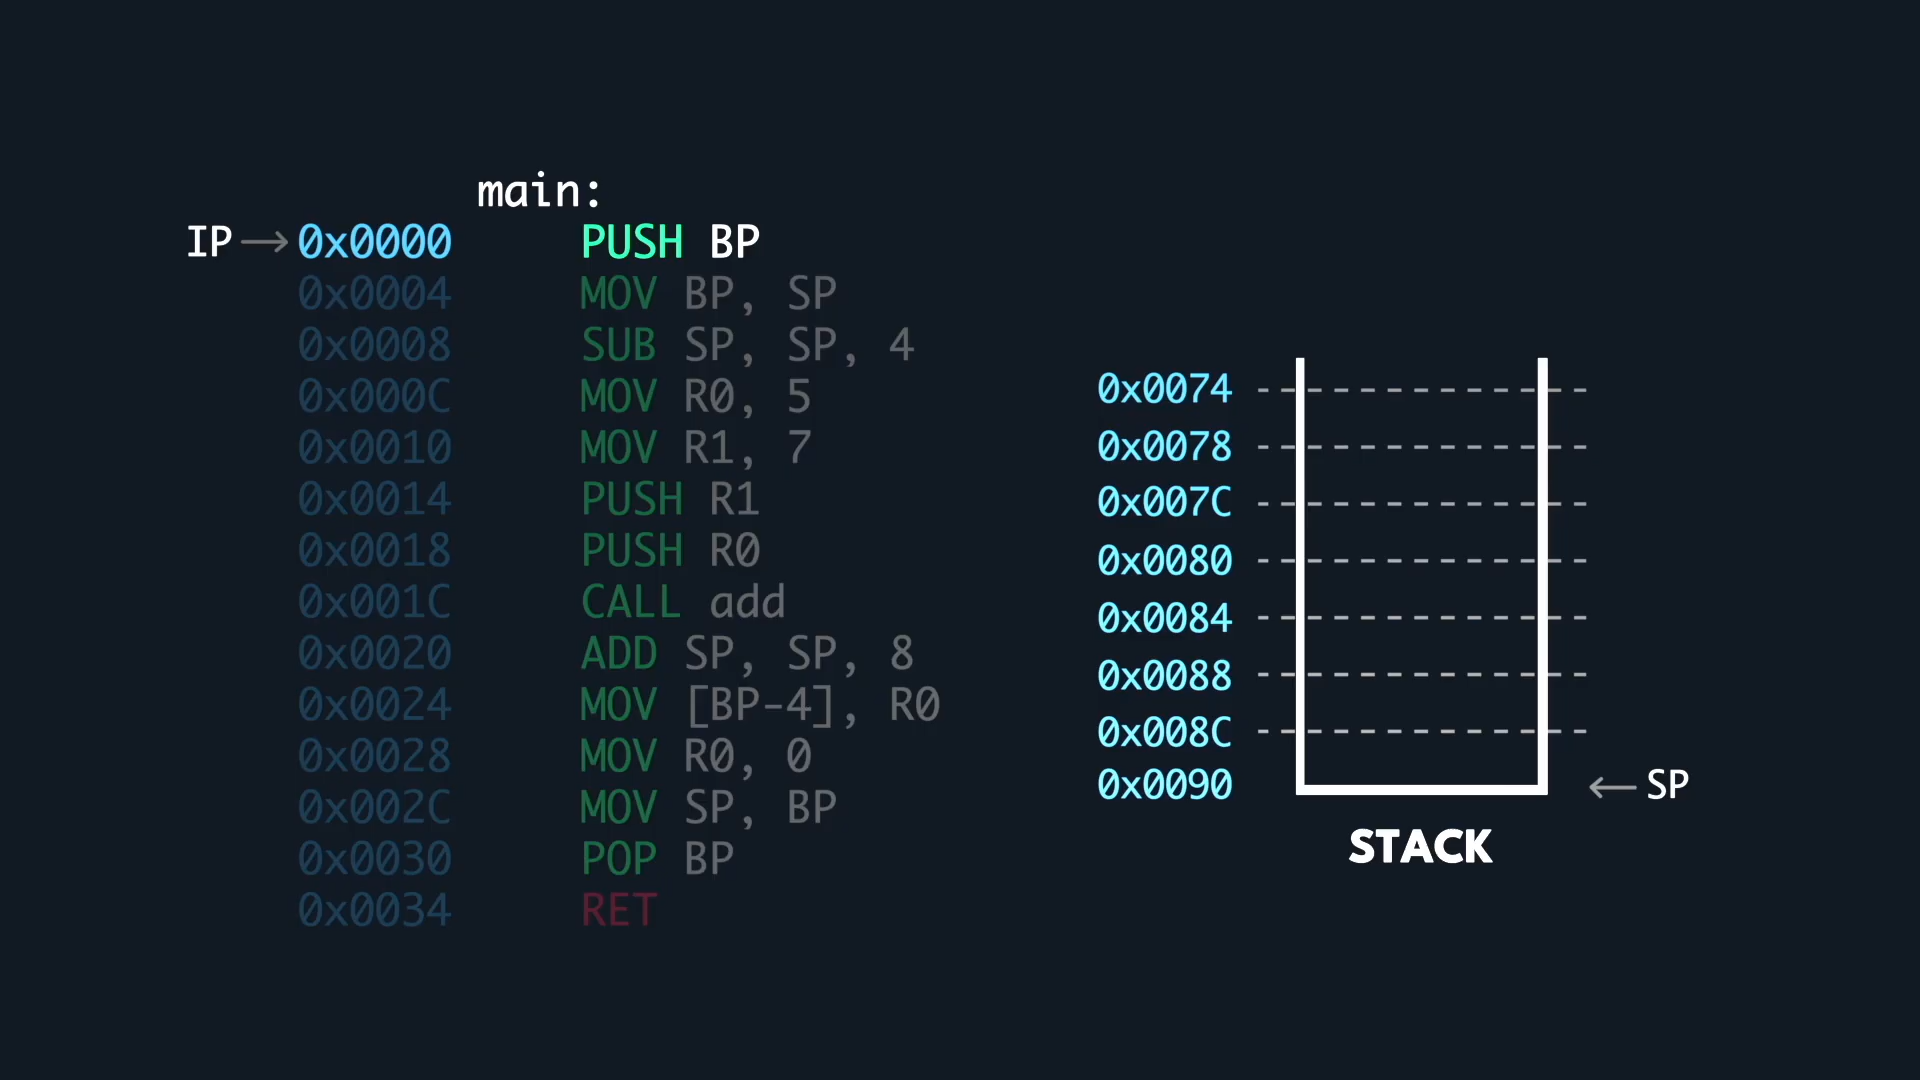 main:
IP → 0x0000 PUSH BP
0x0004 MOV BP, SP
0x0008 SUB SP, SP, 4
0x000C MOV R0, 5
0x0010 MOV R1, 7
0x0014 PUSH R1
0x0018 PUSH R0
0x001C CALL add
0x0020 ADD SP, SP, 8
0x0024 MOV [BP-4], R0
0x0028 MOV R0, 0
0x002C MOV SP, BP
0x0030 POP BP
0x0034 RET
0x0074
0x0078
0x007C
0x0080
0x0084
0x0088
0x008C
0x0090 ← SP
STACK